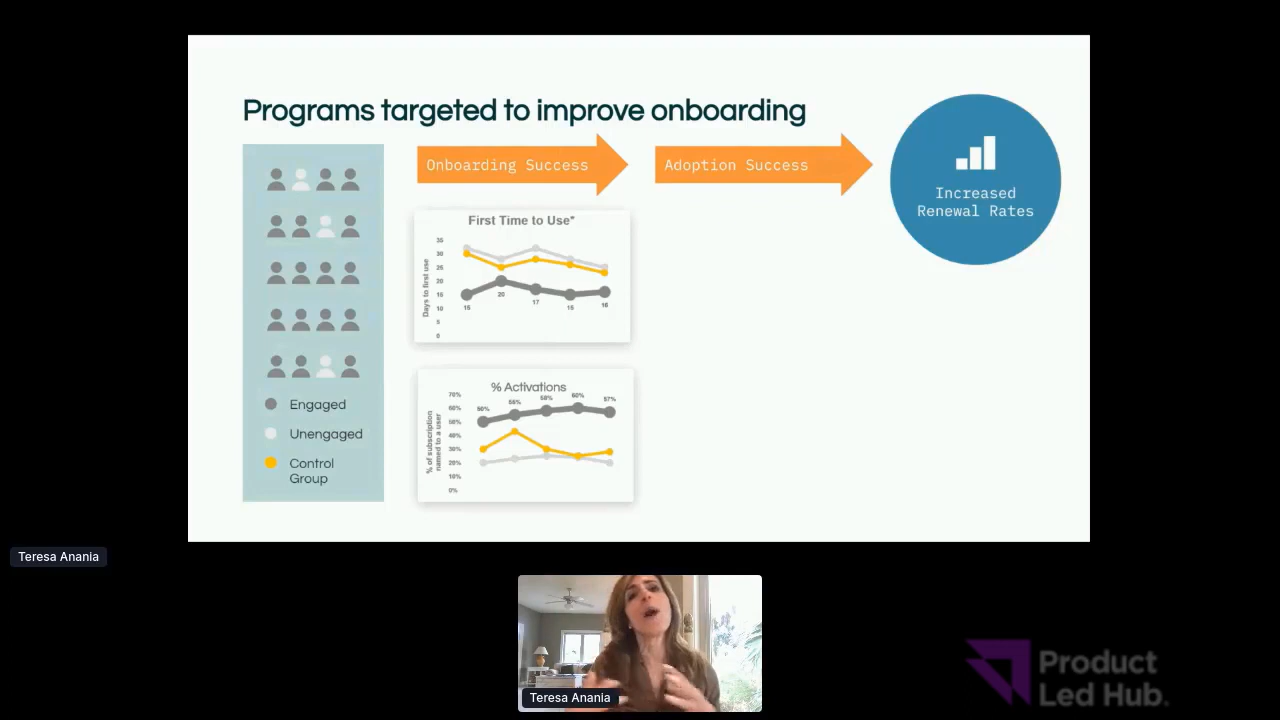 Programs targeted to improve onboarding
Onboarding Success
Adoption Success
Increased
Renewal Rates
Engaged
Unengaged
Control
Group
First Time to Use*
Days to first use
35
30
25
20
15
10
5
0
15
20
17
15
16
% Activations
% of subscription
named to a user
70%
60%
50%
40%
30%
20%
10%
0%
50%
55%
58%
60%
57%
Teresa Anania
Teresa Anania
Product
Led Hub.